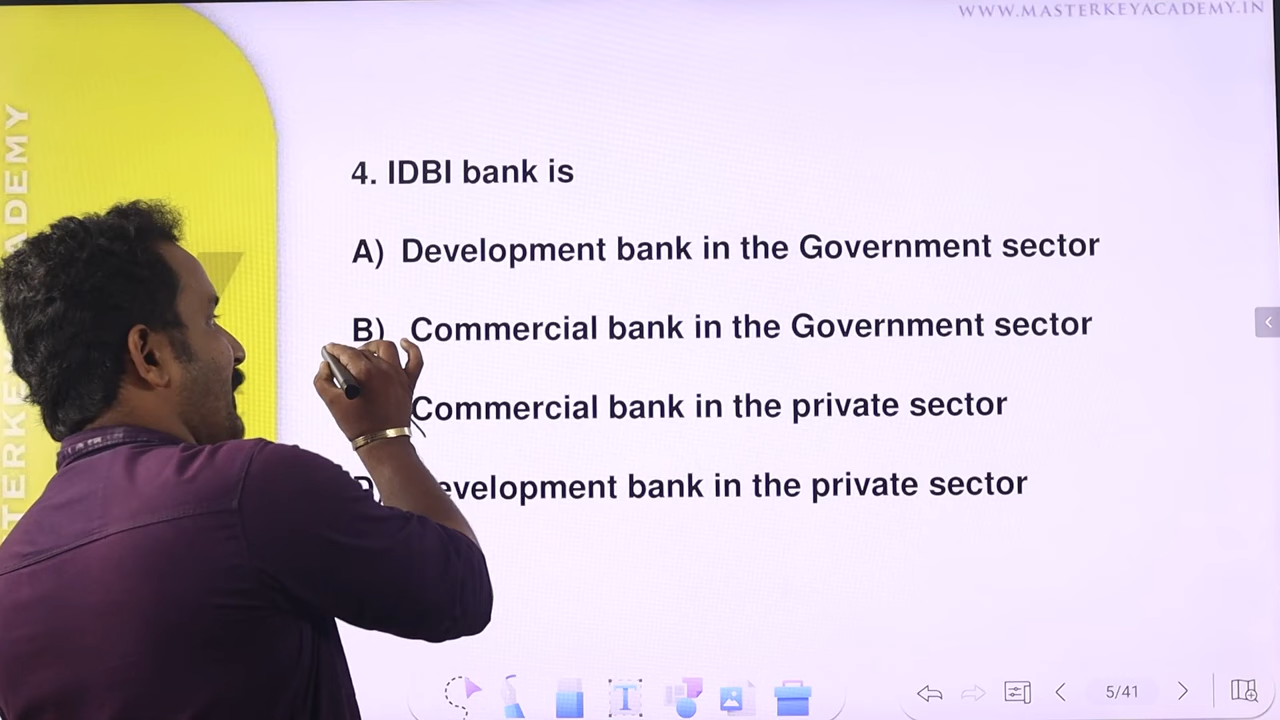 WWW.MASTERKEYACADEMY.IN
4. IDBI bank is
A) Development bank in the Government sector
B) Commercial bank in the Government sector
Commercial bank in the private sector
evelopment bank in the private sector
5/41
T